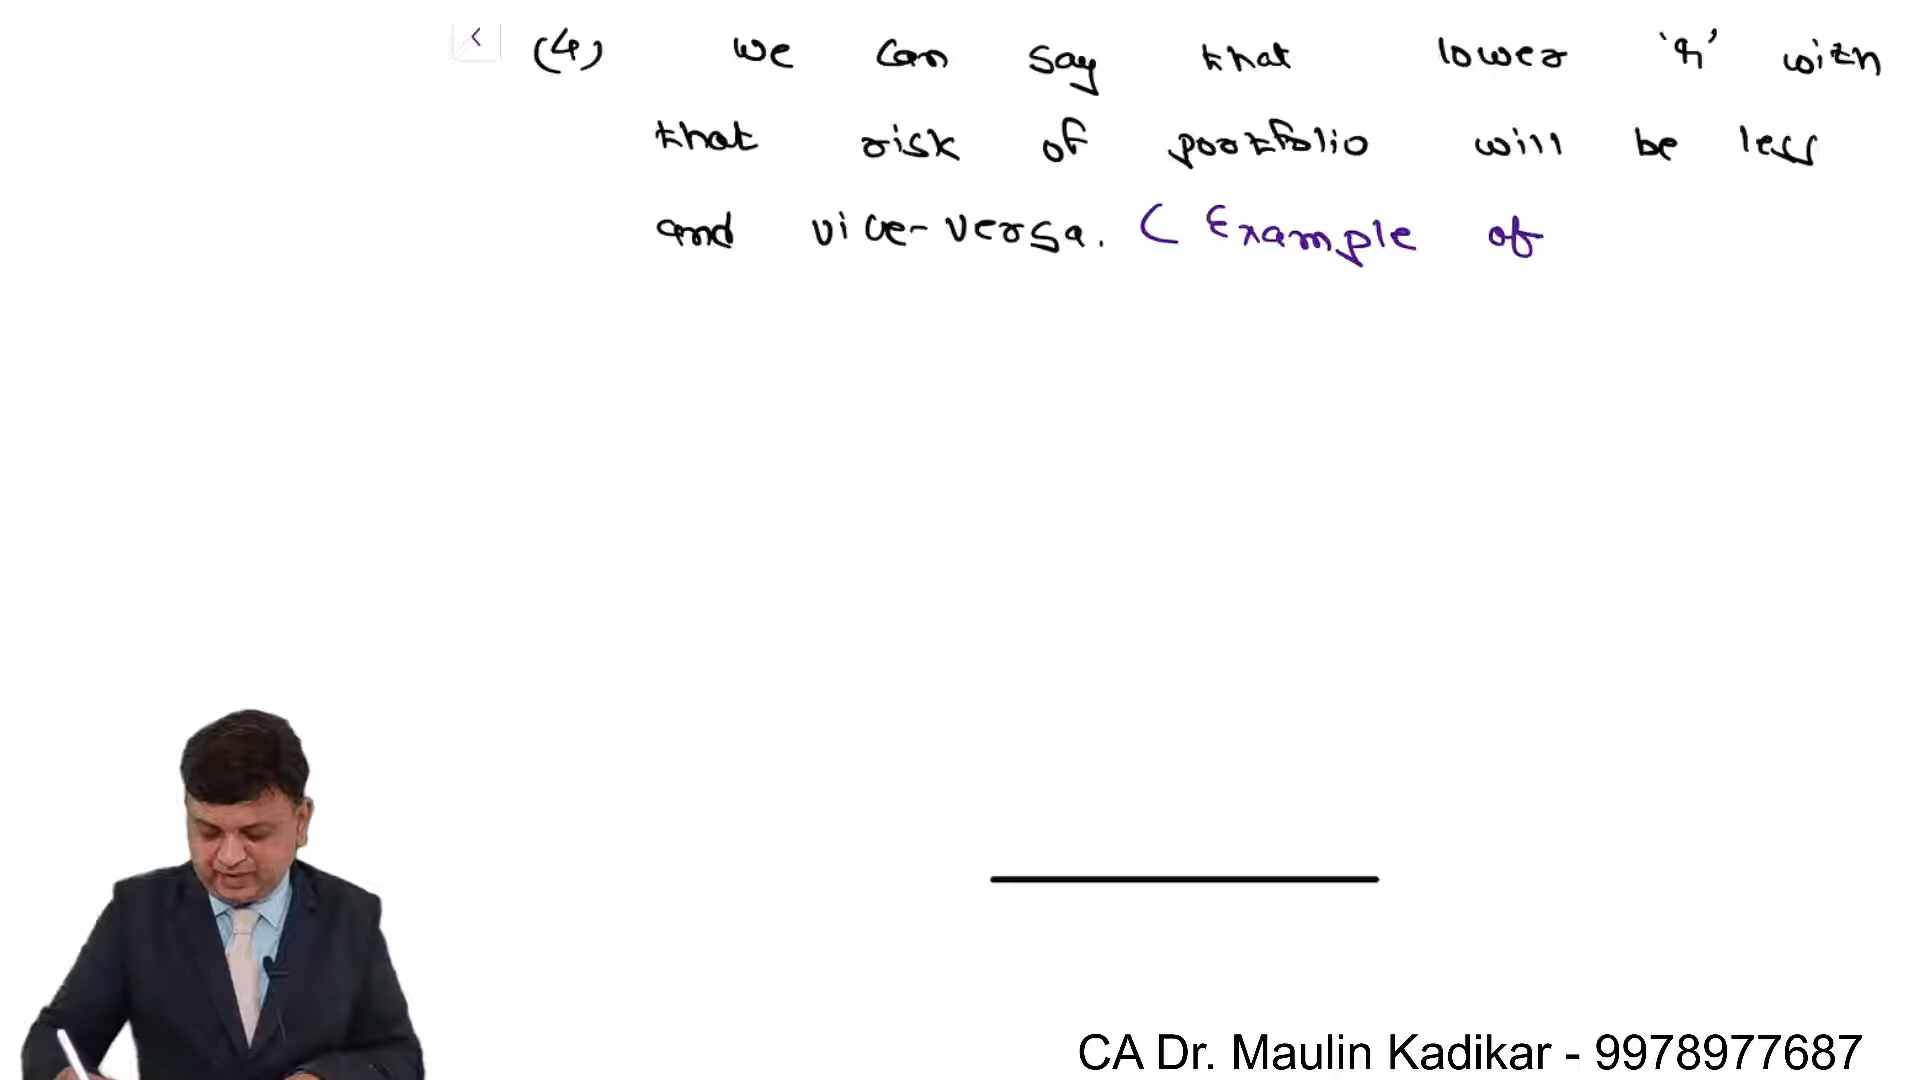 (4) we can say that lower 'r' with
that risk of portfolio will be less
and vice-versa. (Example of
CA Dr. Maulin Kadikar - 9978977687